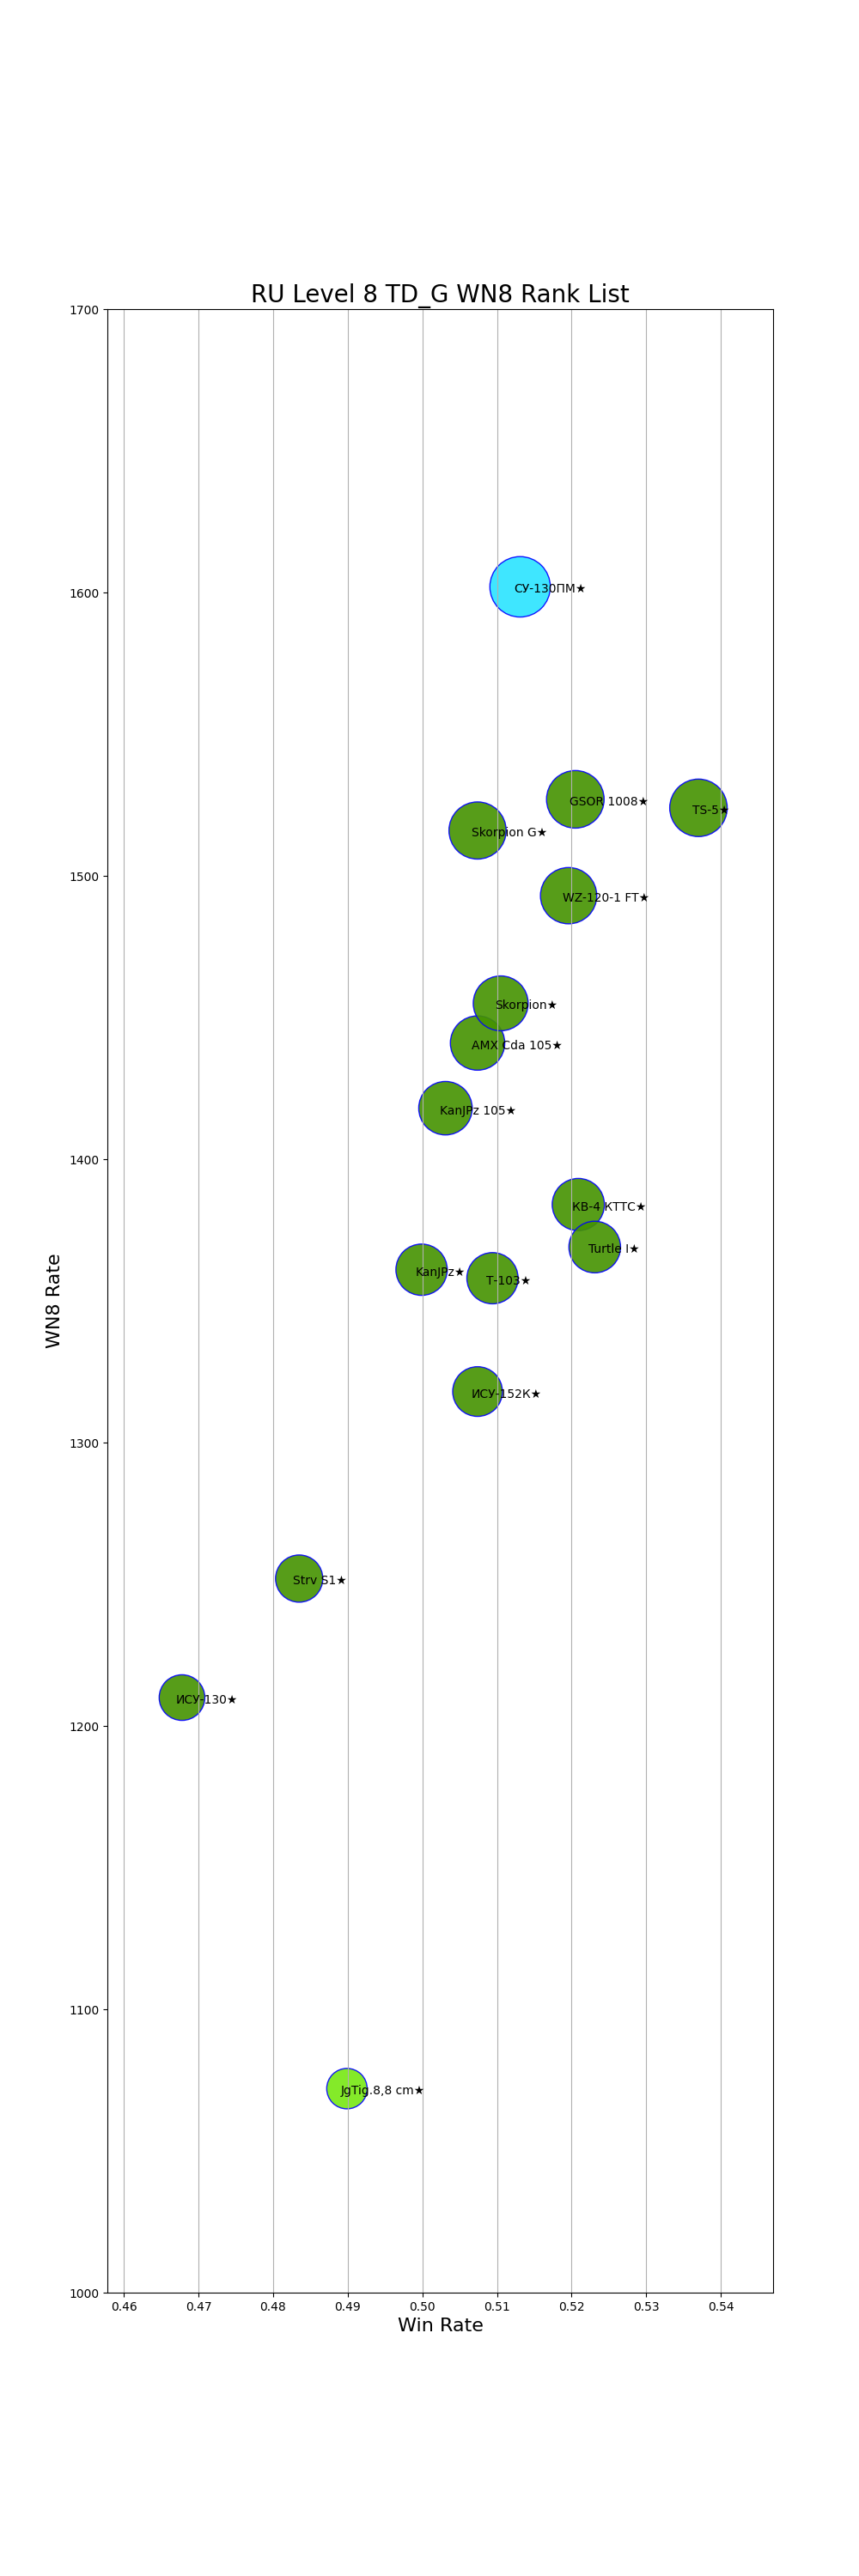 RU Level 8 TD_G WN8 Rank List
1700
1600
1500
1400
1300
1200
1100
1000
WN8 Rate
СУ-130ПМ★
GSOR 1008★
TS-5★
Skorpion G★
WZ-120-1 FT★
Skorpion★
AMX Cda 105★
KanJPz 105★
КВ-4 КТТС★
Turtle I★
KanJPz★
T-103★
ИСУ-152К★
Strv S1★
ИСУ-130★
JgTig.8,8 cm★
0.46 0.47 0.48 0.49 0.50 0.51 0.52 0.53 0.54
Win Rate